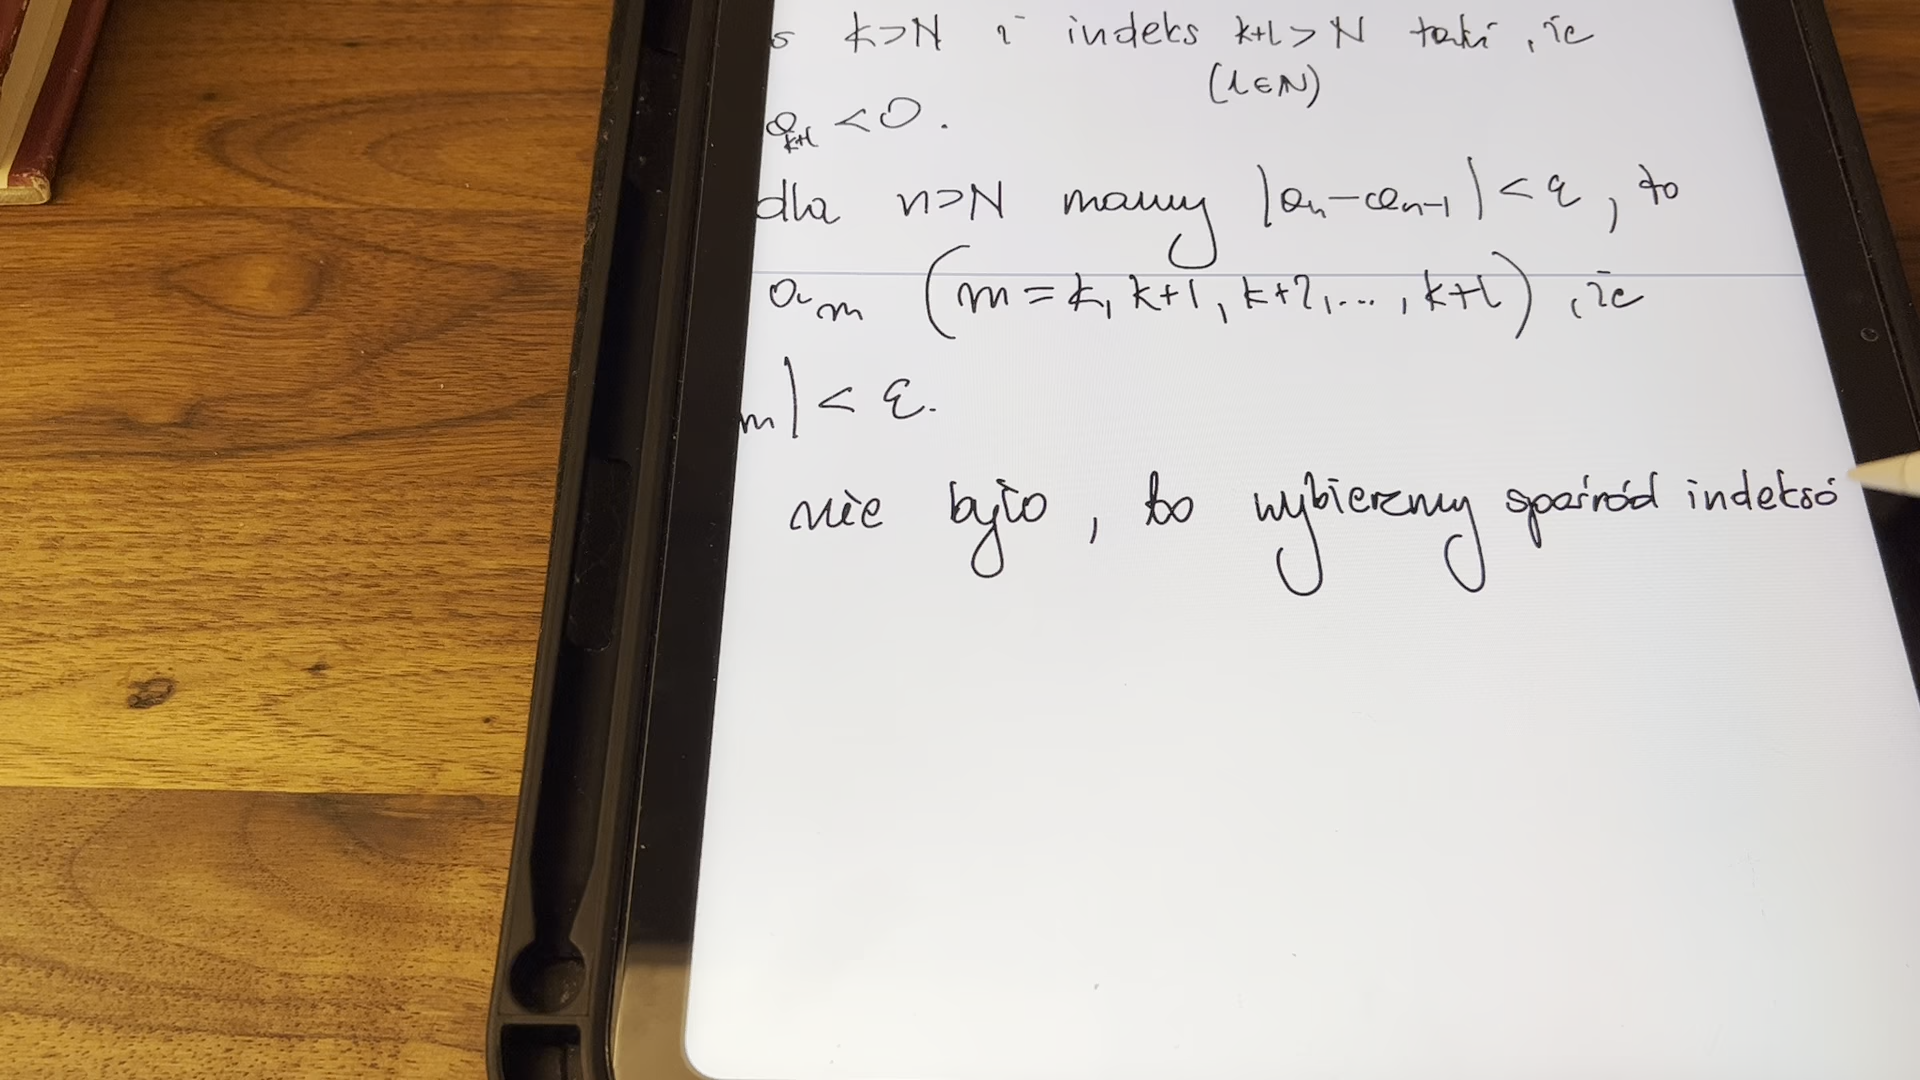 s k>N i indeks k+l>N taki, że
(l∈N)
a_{k+l} < 0.
dla n>N mamy |a_n - a_{n-1}| < ε, to
a_m (m = k, k+1, k+2, ..., k+l), że
m| < ε.
nie było, to wybierzmy spośród indeksó